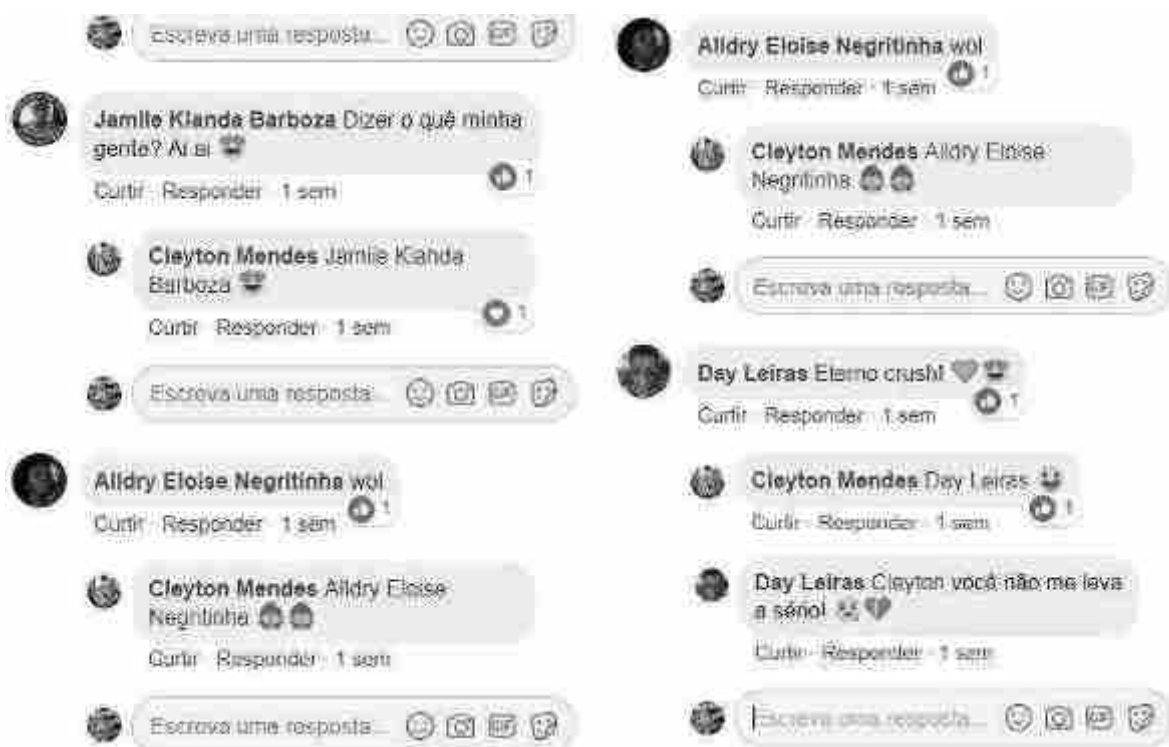 Escreva uma resposta...
Jamile Kianda Barboza Dizer o quê minha
gente? Ai ai
1
Curtir · Responder · 1 sem
Cleyton Mendes Jamile Kianda
Barboza
1
Curtir · Responder · 1 sem
Escreva uma resposta...
Alldry Eloise Negritinha wol
1
Curtir · Responder · 1 sem
Cleyton Mendes Alldry Eloise
Negritinha
Curtir · Responder · 1 sem
Escreva uma resposta...
Alldry Eloise Negritinha wol
1
Curtir · Responder · 1 sem
Cleyton Mendes Alldry Eloise
Negritinha
Curtir · Responder · 1 sem
Escreva uma resposta...
Day Leiras Eterno crush!
1
Curtir · Responder · 1 sem
Cleyton Mendes Day Leiras
1
Curtir · Responder · 1 sem
Day Leiras Cleyton você não me leva
a sério!
Curtir · Responder · 1 sem
Escreva uma resposta...